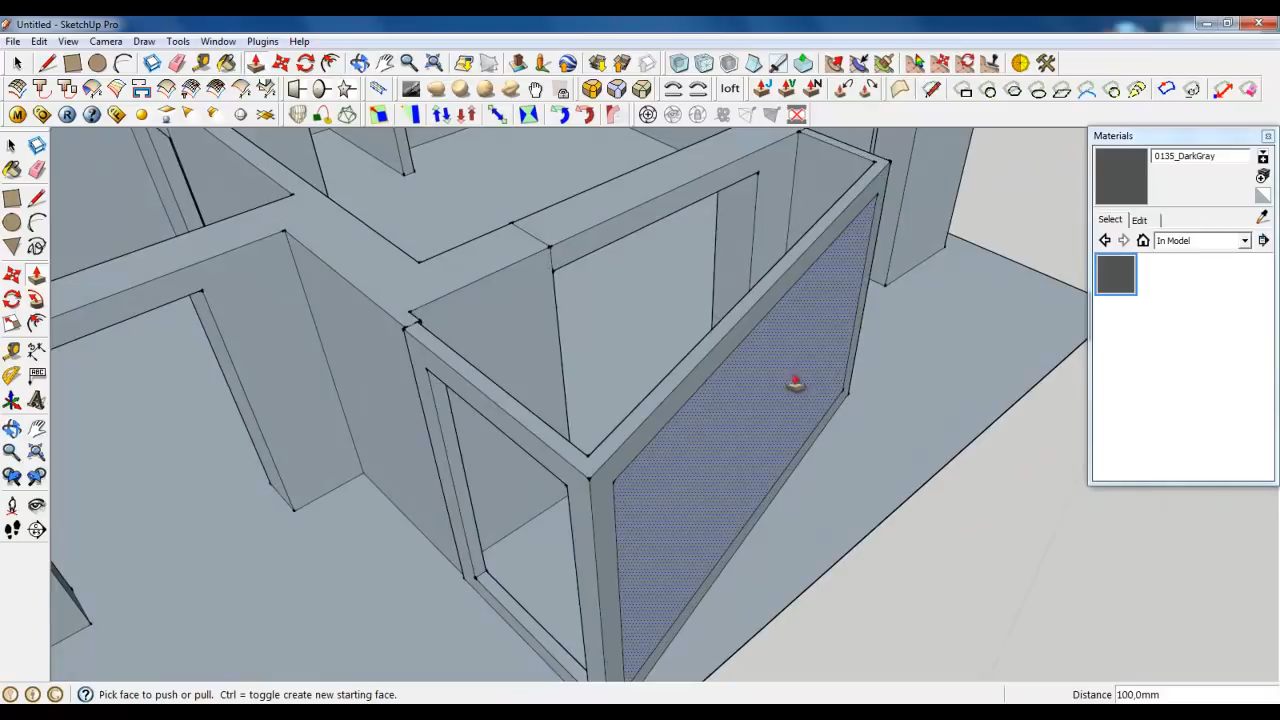 Untitled - SketchUp Pro
File Edit View Camera Draw Tools Window Plugins Help
loft
Materials
0135_DarkGray
Select Edit
In Model
ABC
Pick face to push or pull. Ctrl = toggle create new starting face.
Distance 100,0mm